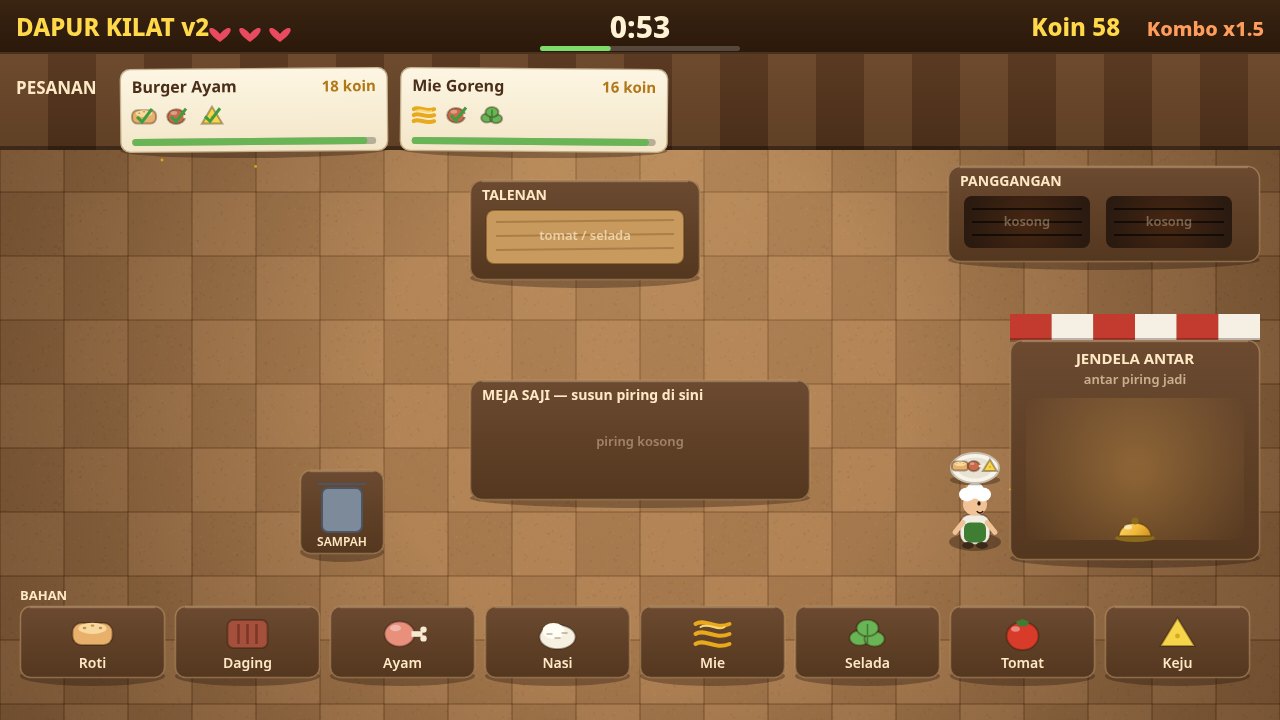 DAPUR KILAT v2
0:53
Koin 58
Kombo x1.5
PESANAN
Burger Ayam
18 koin
Mie Goreng
16 koin
TALENAN
tomat / selada
PANGGANGAN
kosong
kosong
JENDELA ANTAR
antar piring jadi
MEJA SAJI — susun piring di sini
piring kosong
SAMPAH
BAHAN
Roti
Daging
Ayam
Nasi
Mie
Selada
Tomat
Keju